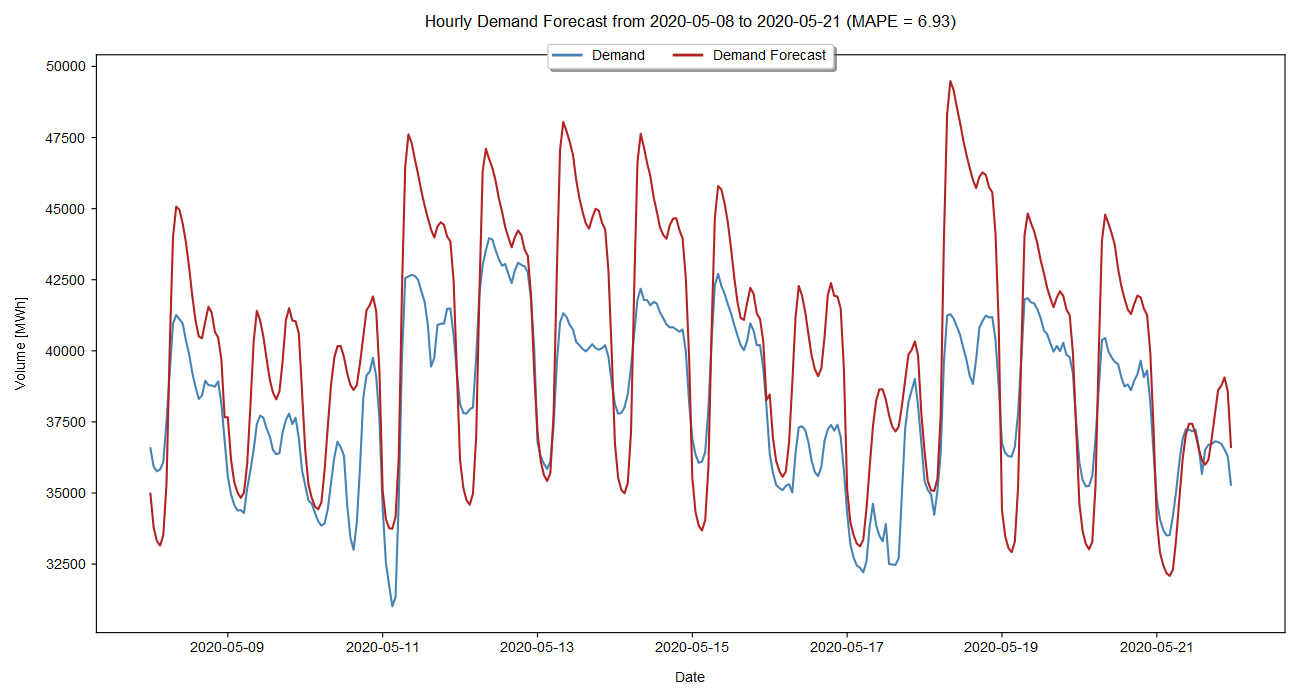 Hourly Demand Forecast from 2020-05-08 to 2020-05-21 (MAPE = 6.93)
Demand Demand Forecast
50000
47500
45000
42500
40000
37500
35000
32500
Volume [MWh]
2020-05-09 2020-05-11 2020-05-13 2020-05-15 2020-05-17 2020-05-19 2020-05-21
Date